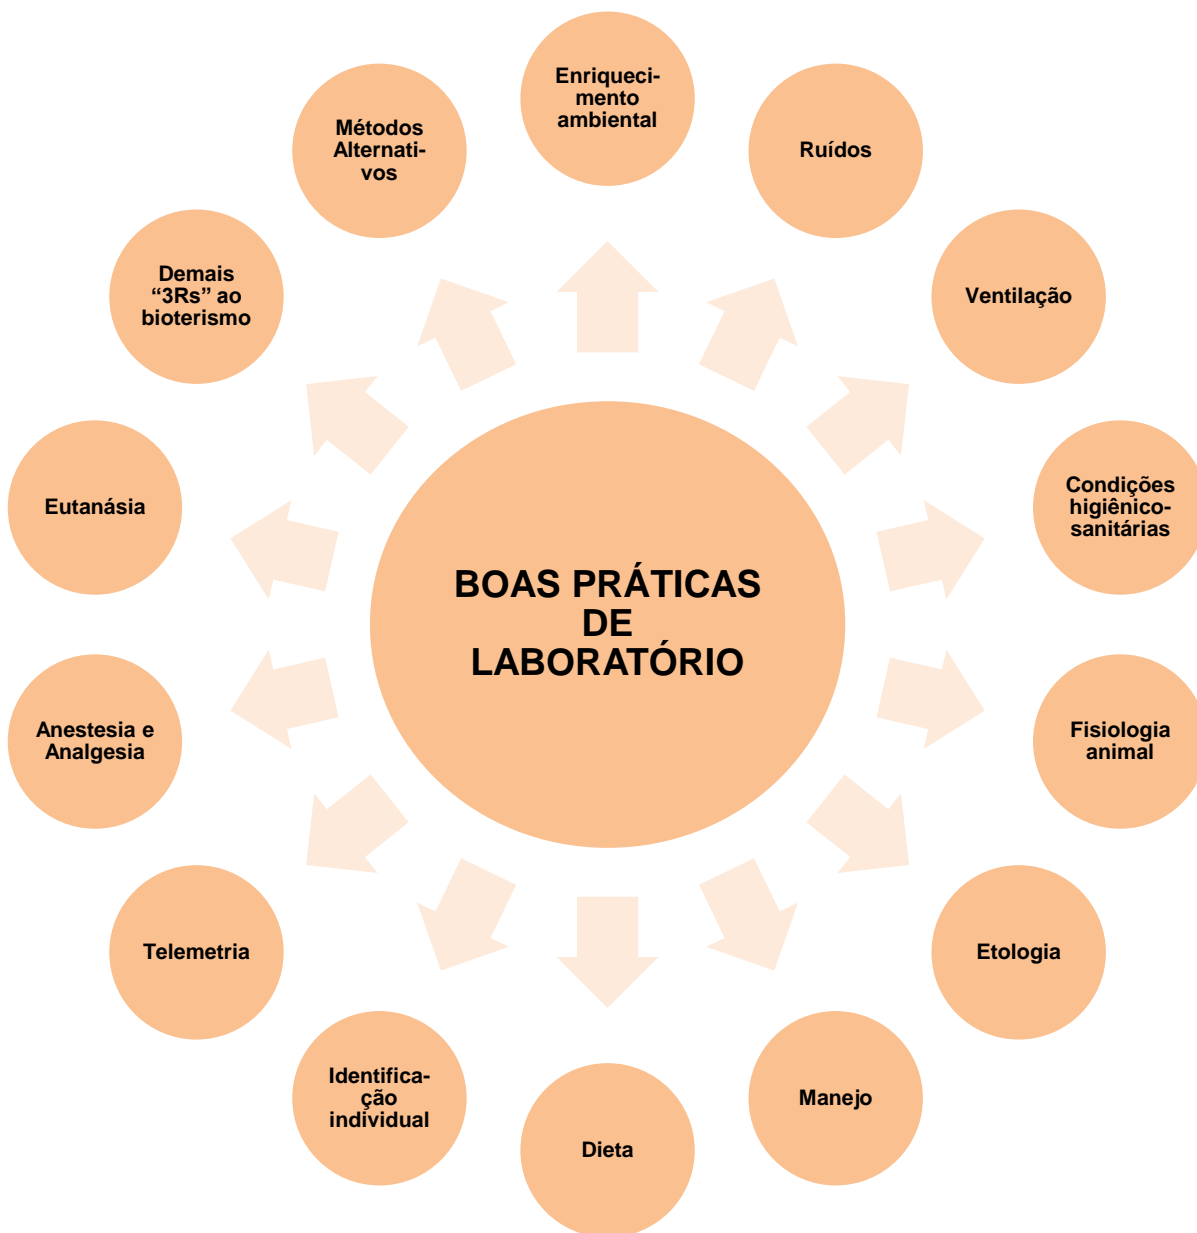 Enriqueci-
mento
ambiental
Ruídos
Ventilação
Condições
higiênico-
sanitárias
Fisiologia
animal
Etologia
Manejo
Dieta
Identifica-
ção
individual
Telemetria
Anestesia e
Analgesia
Eutanásia
Demais
“3Rs” ao
bioterismo
Métodos
Alternati-
vos
BOAS PRÁTICAS
DE
LABORATÓRIO